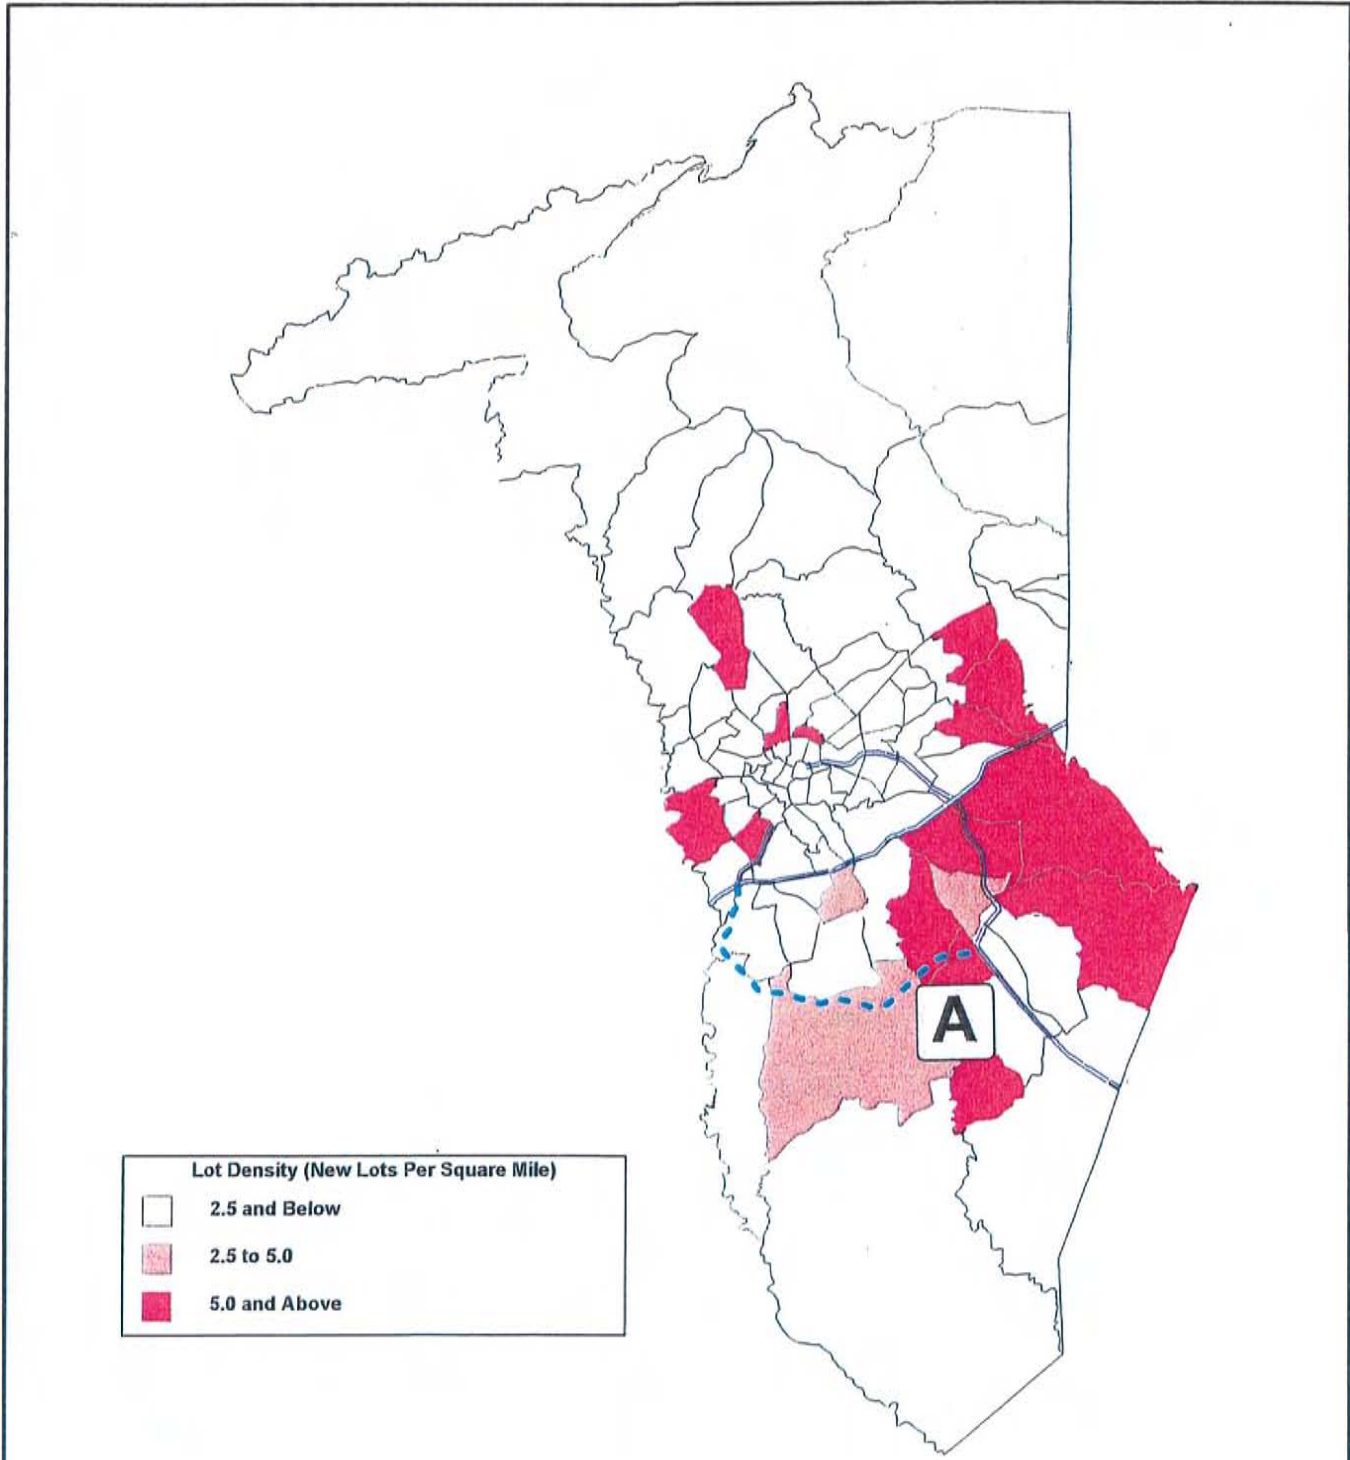 A
Lot Density (New Lots Per Square Mile)
2.5 and Below
2.5 to 5.0
5.0 and Above